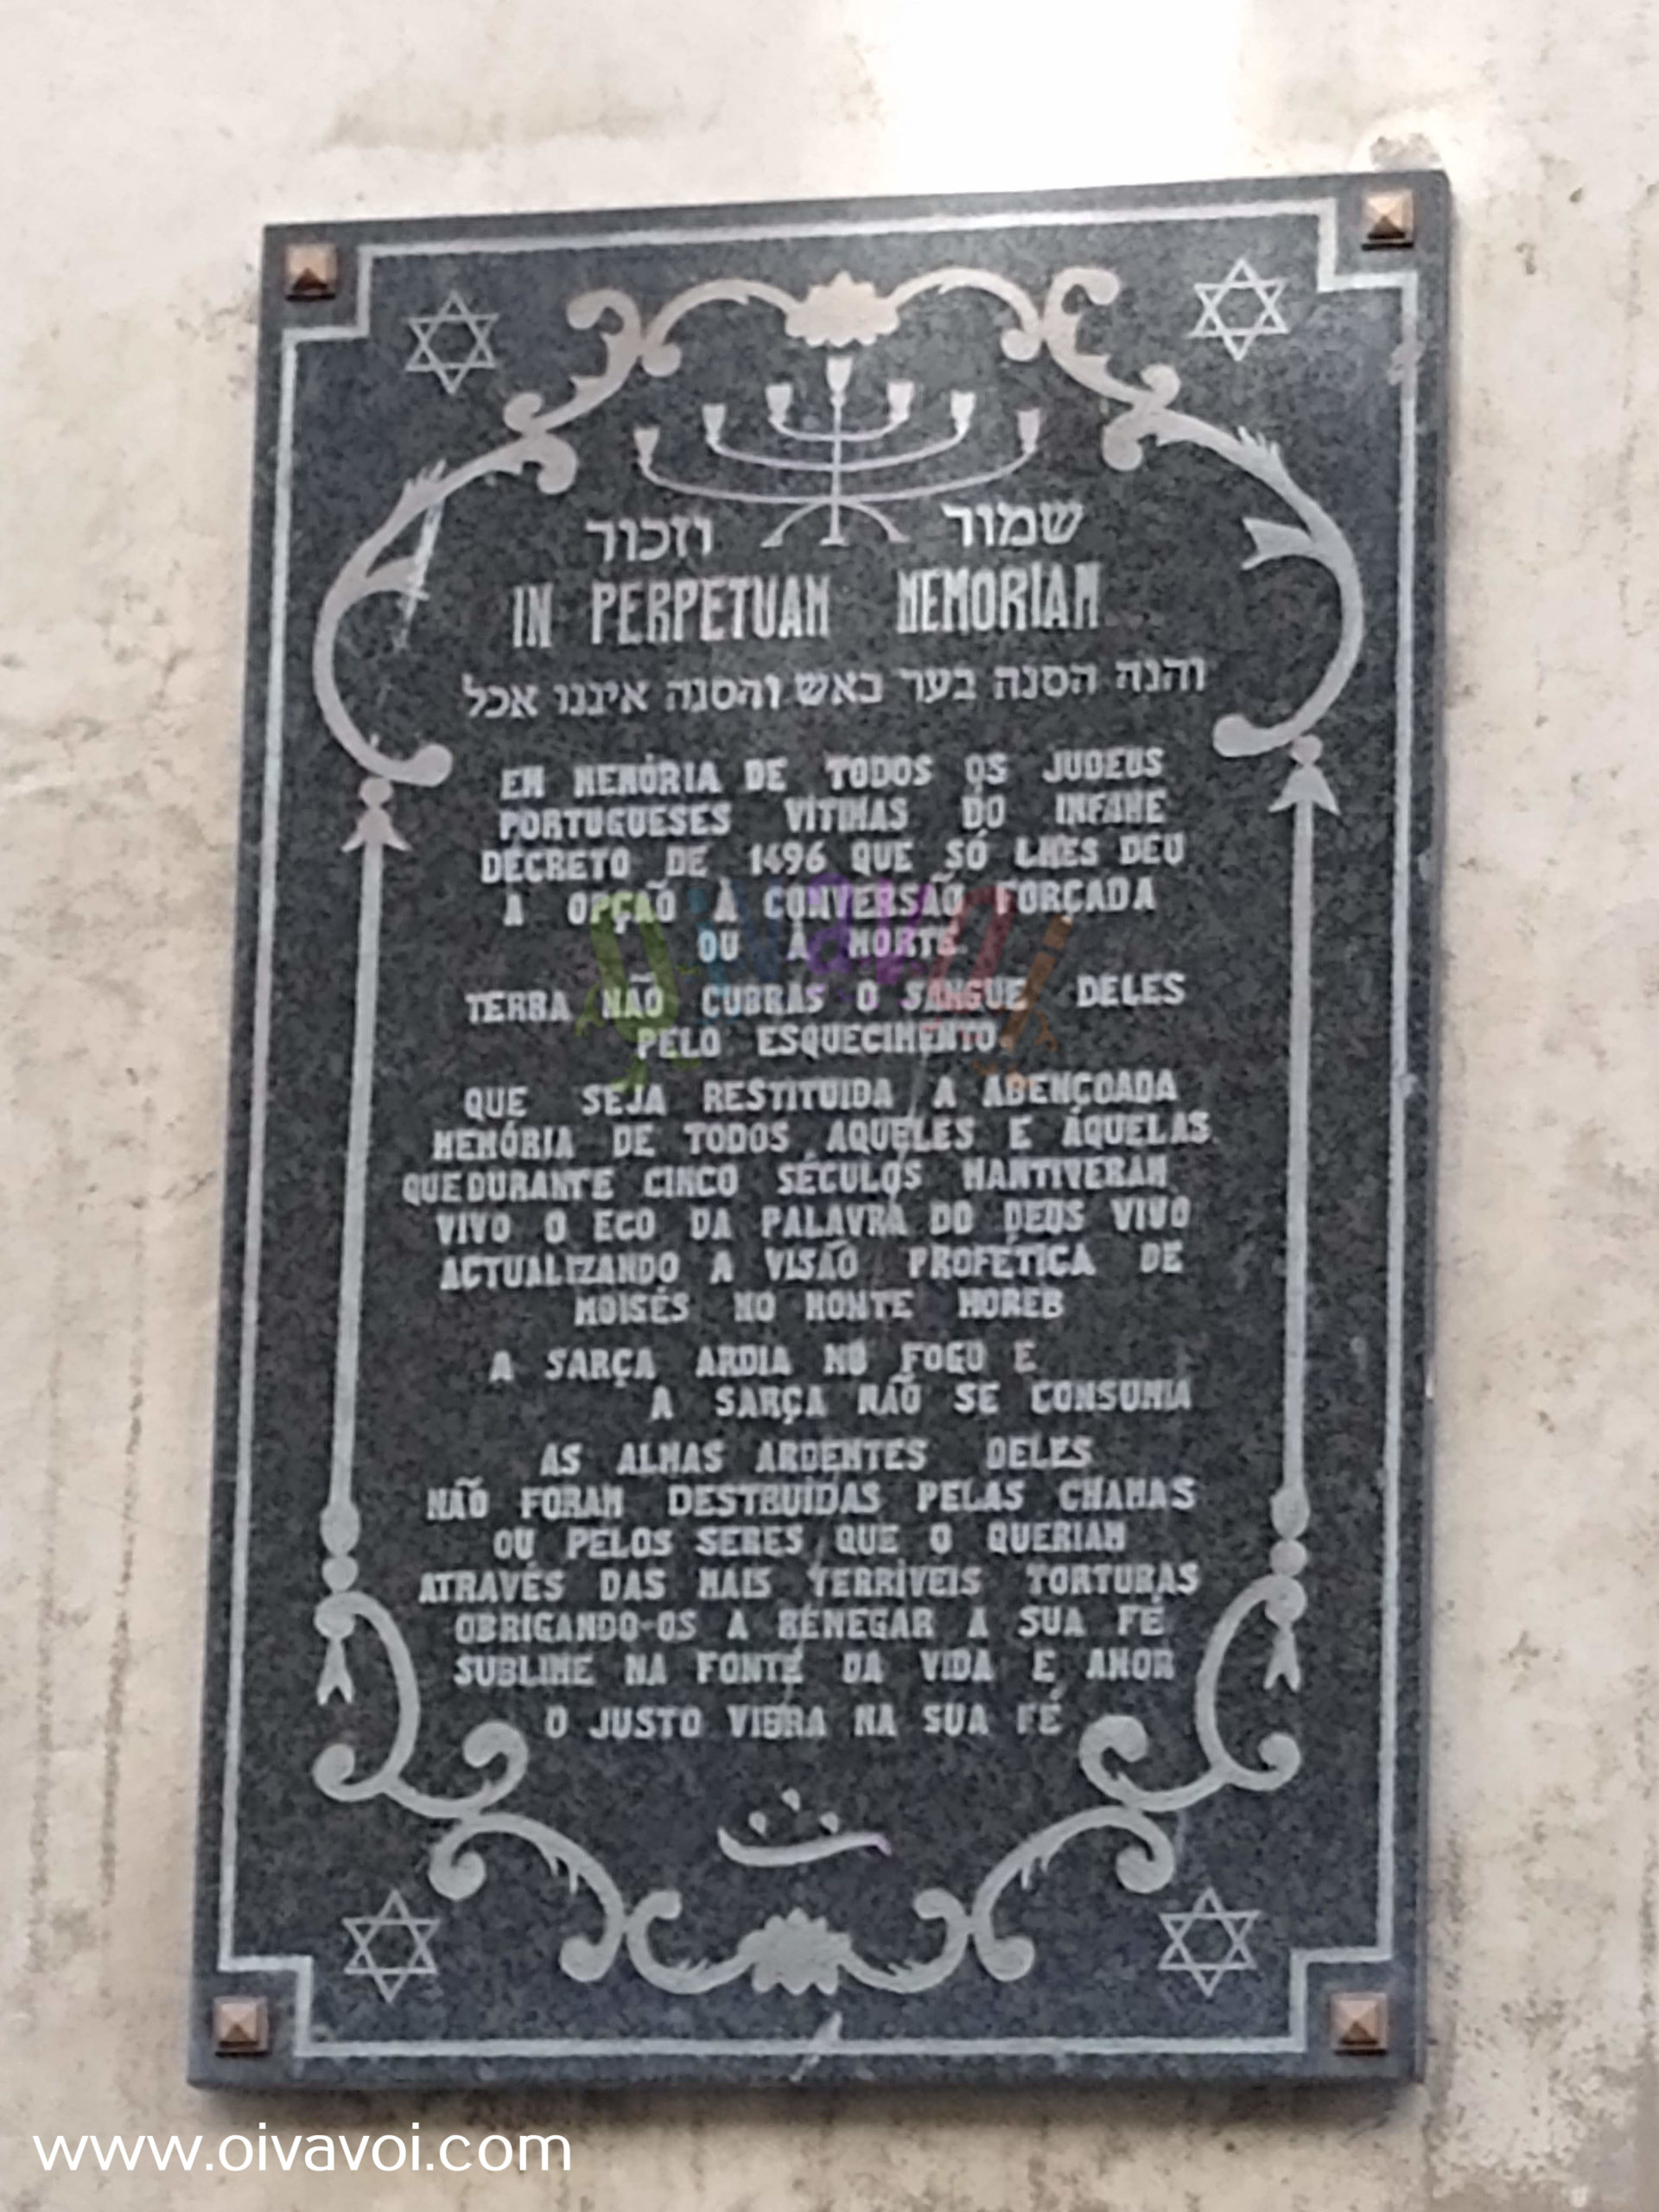 שמור וזכור
IN PERPETUAM MEMORIAM
והנה הסנה בער באש והסנה איננו אכל
EM MEMÓRIA DE TODOS OS JUDEUS
PORTUGUESES VÍTIMAS DO INFAME
DECRETO DE 1496 QUE SÓ LHES DEU
A OPÇÃO À CONVERSÃO FORÇADA
OU À MORTE.
TERRA NÃO CUBRAS O SANGUE DELES
PELO ESQUECIMENTO.
QUE SEJA RESTITUIDA A ABENÇOADA
MEMÓRIA DE TODOS AQUELES E ÁQUELAS
QUE DURANTE CINCO SÉCULOS MANTIVERAM
VIVO O ECO DA PALAVRA DO DEUS VIVO
ACTUALIZANDO A VISÃO PROFÉTICA DE
MOISÉS NO MONTE HOREB
A SARÇA ARDIA NO FOGO E
A SARÇA NÃO SE CONSUMIA
AS ALMAS ARDENTES DELES
NÃO FORAM DESTRUÍDAS PELAS CHAMAS
OU PELOS SERES QUE O QUERIAM
ATRAVÉS DAS MAIS TERRÍVEIS TORTURAS
OBRIGANDO-OS A RENEGAR A SUA FÉ
SUBLIME NA FONTE DA VIDA E AMOR
O JUSTO VIBRA NA SUA FÉ
oivavoi
www.oivavoi.com